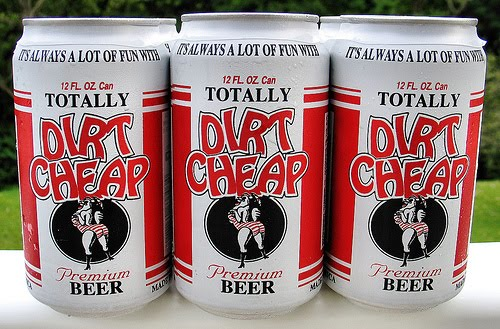 IT'S ALWAYS A LOT OF FUN WITH
12 FL. OZ. Can
TOTALLY
DIRT
CHEAP
Premium
BEER
IT'S ALWAYS A LOT OF FUN WITH
12 FL. OZ. Can
TOTALLY
DIRT
CHEAP
Premium
BEER
IT'S ALWAYS A LOT OF FUN WITH
12 FL. OZ. Can
TOTALLY
DIRT
CHEAP
Premium
BEER